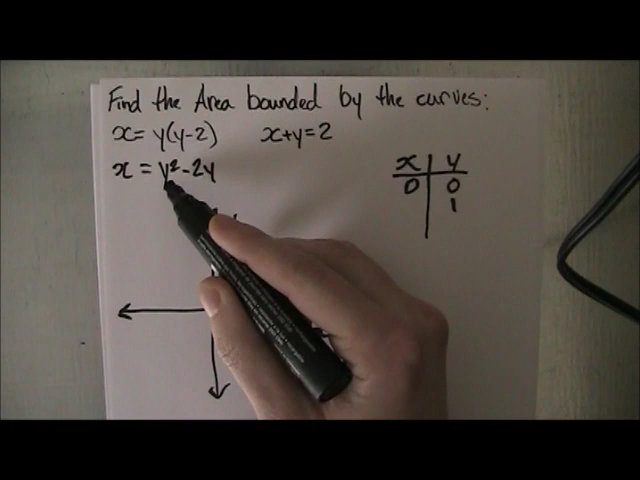 Find the Area bounded by the curves:
x = y(y-2) x+y=2
x = y²-2y
x y
0 0
1